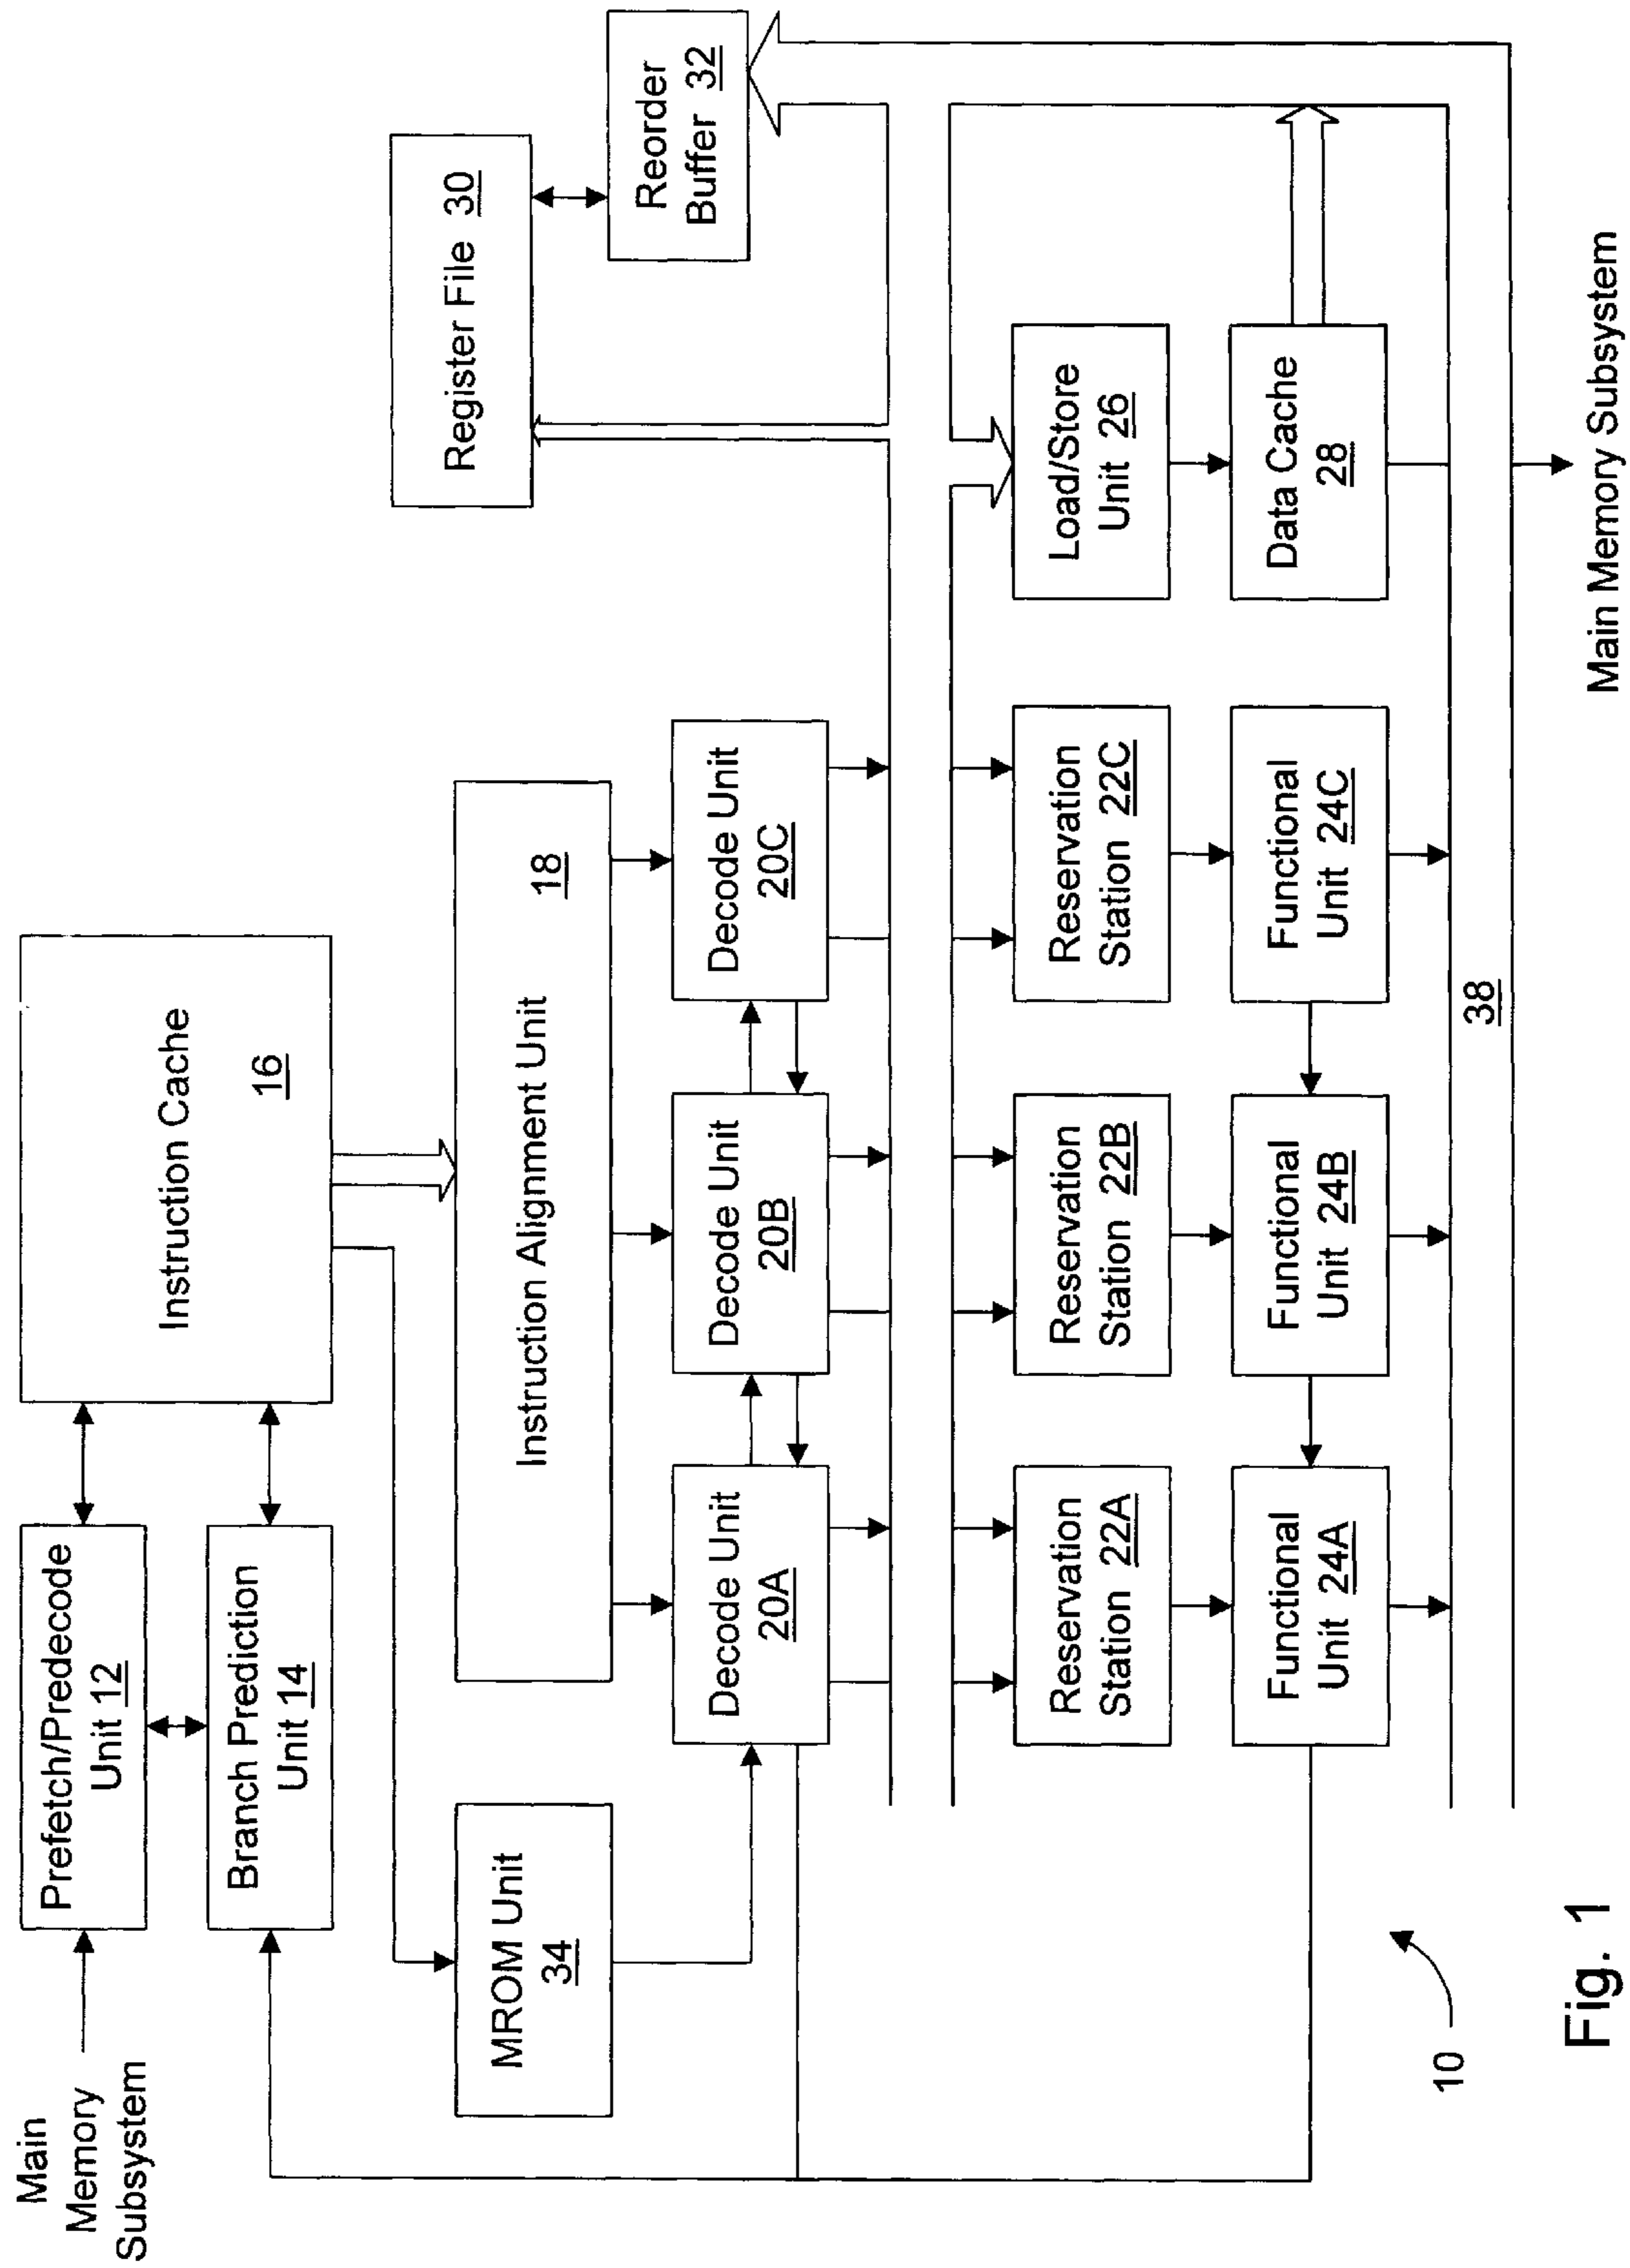 Main
Memory
Subsystem
Prefetch/Predecode
Unit 12
Branch Prediction
Unit 14
Instruction Cache
16
MROM Unit
34
Instruction Alignment Unit
18
Register File 30
Reorder
Buffer 32
Decode Unit
20A
Decode Unit
20B
Decode Unit
20C
Reservation
Station 22A
Reservation
Station 22B
Reservation
Station 22C
Load/Store
Unit 26
Functional
Unit 24A
Functional
Unit 24B
Functional
Unit 24C
Data Cache
28
38
Main Memory Subsystem
10
Fig. 1